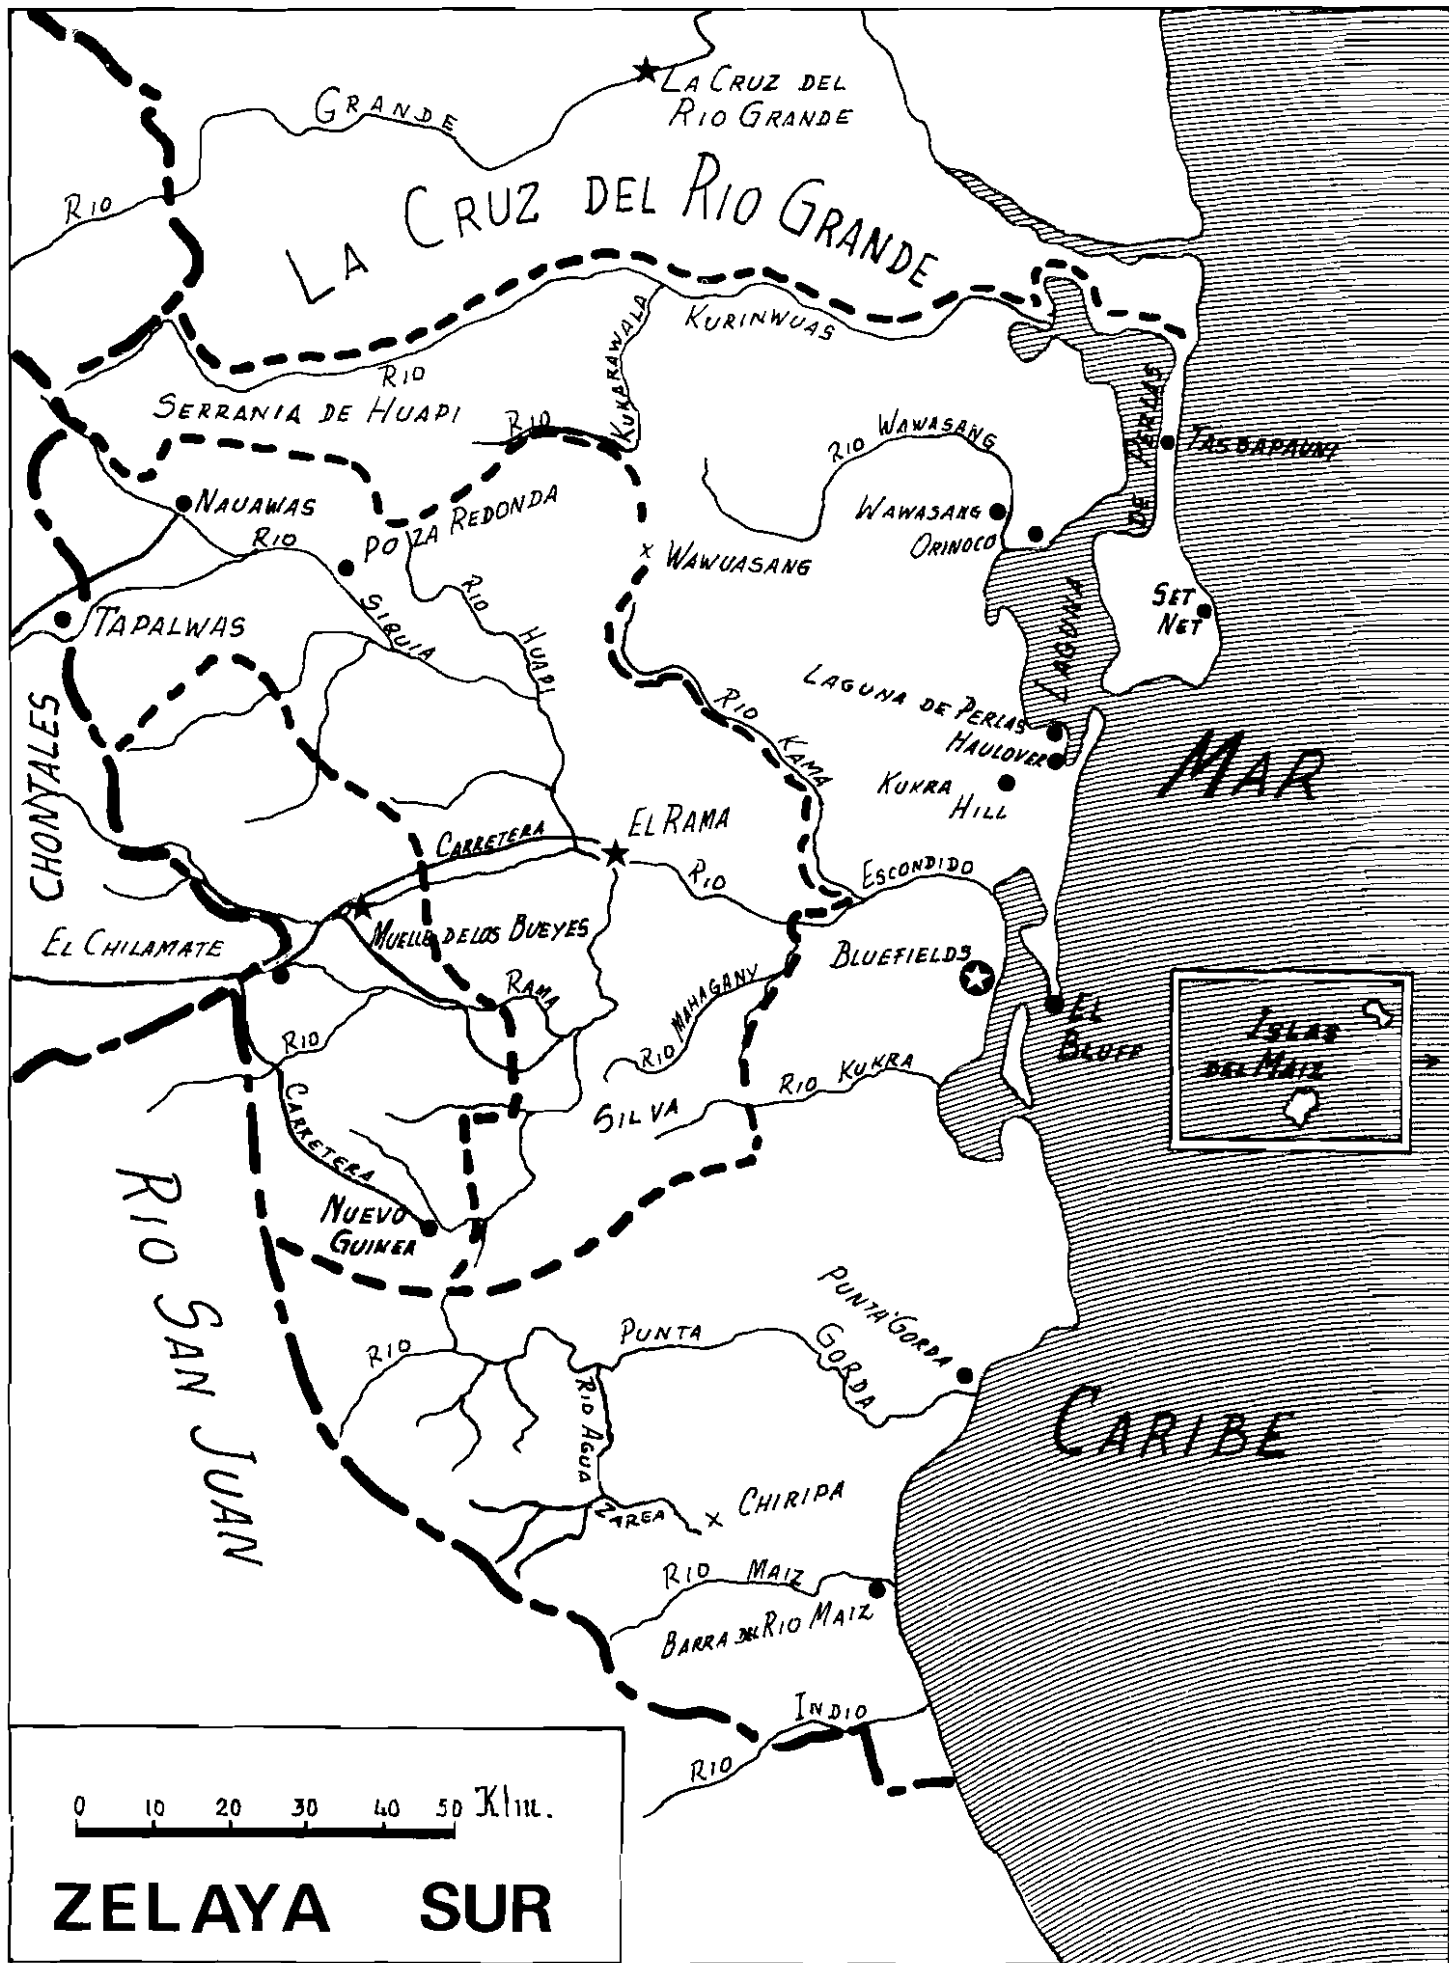 LA CRUZ DEL
RIO GRANDE
RIO GRANDE
LA CRUZ DEL RIO GRANDE
RIO KURINWUAS
RIO KUKARAWALA
SERRANIA DE HUAPI
RIO WAWASANG
LAGUNA DE PERLAS
TASBAPAUNY
NAUAWAS
POZA REDONDA
WAWASANG
ORINOCO
RIO SIQUIA
WAWUASANG
TAPALWAS
RIO HUAPI
SET
NET
CHONTALES
LAGUNA DE PERLAS
HAULOVER
RIO KAMA
KUKRA
HILL
MAR
CARRETERA
EL RAMA
RIO ESCONDIDO
EL CHILAMATE
MUELLE DE LOS BUEYES
BLUEFIELDS
RIO RAMA
RIO MAHAGANY
EL
BLUFF
ISLAS
DEL MAIZ
RIO KUKRA
SILVA
CARRETERA
NUEVO
GUINEA
RIO SAN JUAN
PUNTA GORDA
RIO PUNTA GORDA
CARIBE
RIO AGUA
ZAREA
CHIRIPA
RIO MAIZ
BARRA DEL RIO MAIZ
RIO INDIO
0 10 20 30 40 50 Klm.
ZELAYA SUR